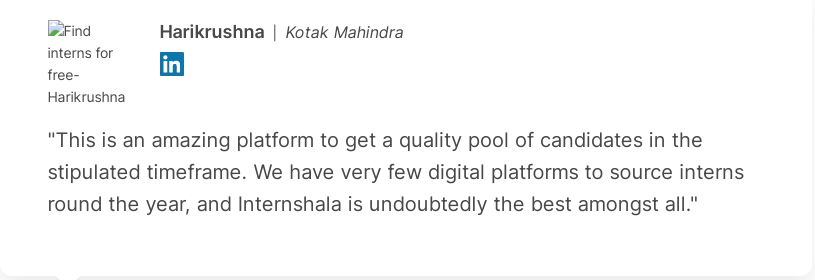 Find
interns for
free-
Harikrushna
Harikrushna | Kotak Mahindra
in
"This is an amazing platform to get a quality pool of candidates in the
stipulated timeframe. We have very few digital platforms to source interns
round the year, and Internshala is undoubtedly the best amongst all."